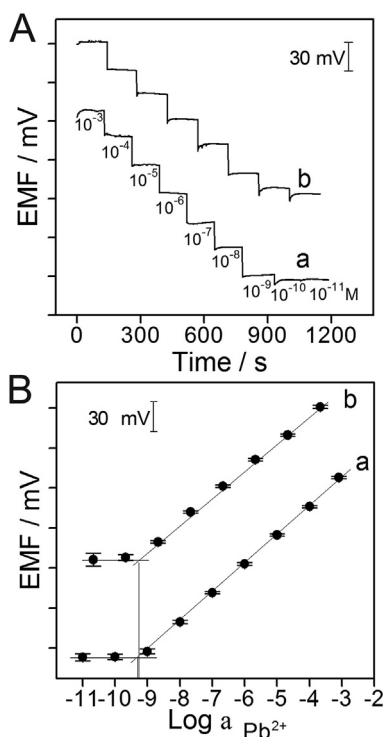 A
30 mV
EMF / mV
10⁻³
10⁻⁴
10⁻⁵
10⁻⁶
10⁻⁷
10⁻⁸
10⁻⁹
10⁻¹⁰
10⁻¹¹M
b
a
0 300 600 900 1200 1500
Time / s
B
30 mV
EMF / mV
b
a
-11 -10 -9 -8 -7 -6 -5 -4 -3 -2
Log a Pb²⁺